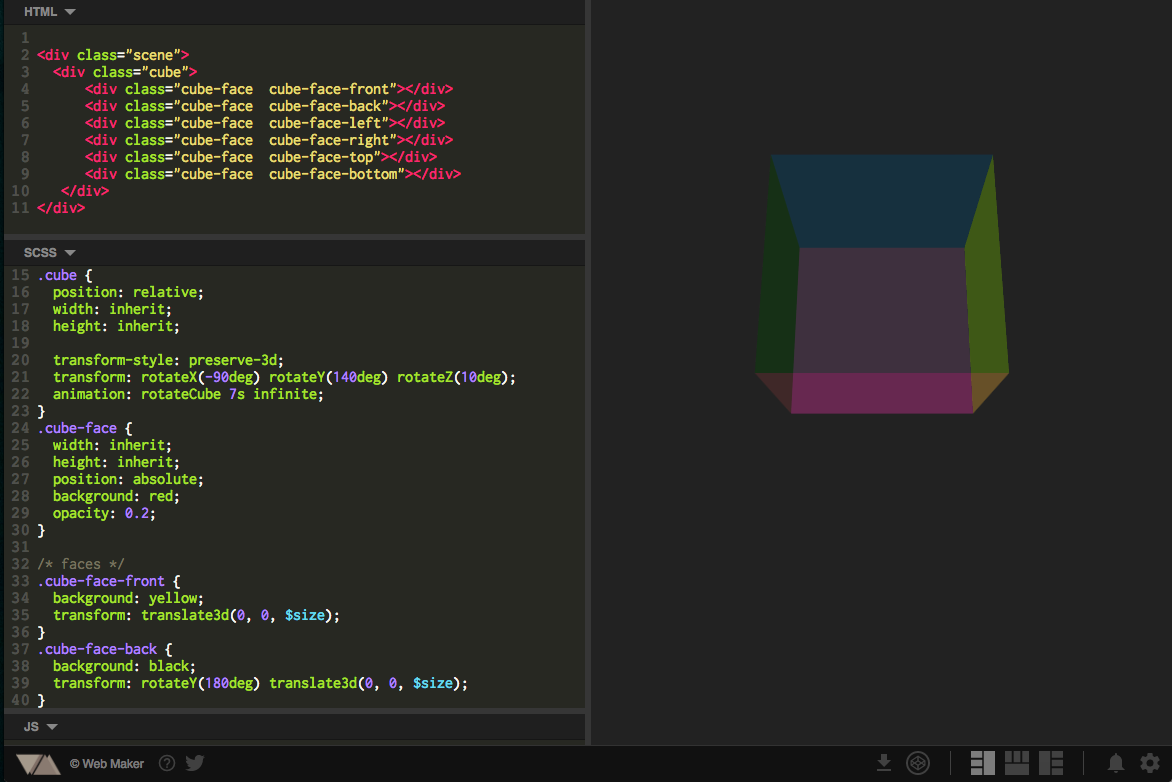 HTML
1
2 <div class="scene">
3   <div class="cube">
4       <div class="cube-face  cube-face-front"></div>
5       <div class="cube-face  cube-face-back"></div>
6       <div class="cube-face  cube-face-left"></div>
7       <div class="cube-face  cube-face-right"></div>
8       <div class="cube-face  cube-face-top"></div>
9       <div class="cube-face  cube-face-bottom"></div>
10    </div>
11 </div>
SCSS
15 .cube {
16   position: relative;
17   width: inherit;
18   height: inherit;
19
20   transform-style: preserve-3d;
21   transform: rotateX(-90deg) rotateY(140deg) rotateZ(10deg);
22   animation: rotateCube 7s infinite;
23 }
24 .cube-face {
25   width: inherit;
26   height: inherit;
27   position: absolute;
28   background: red;
29   opacity: 0.2;
30 }
31
32 /* faces */
33 .cube-face-front {
34   background: yellow;
35   transform: translate3d(0, 0, $size);
36 }
37 .cube-face-back {
38   background: black;
39   transform: rotateY(180deg) translate3d(0, 0, $size);
40 }
JS
© Web Maker ?